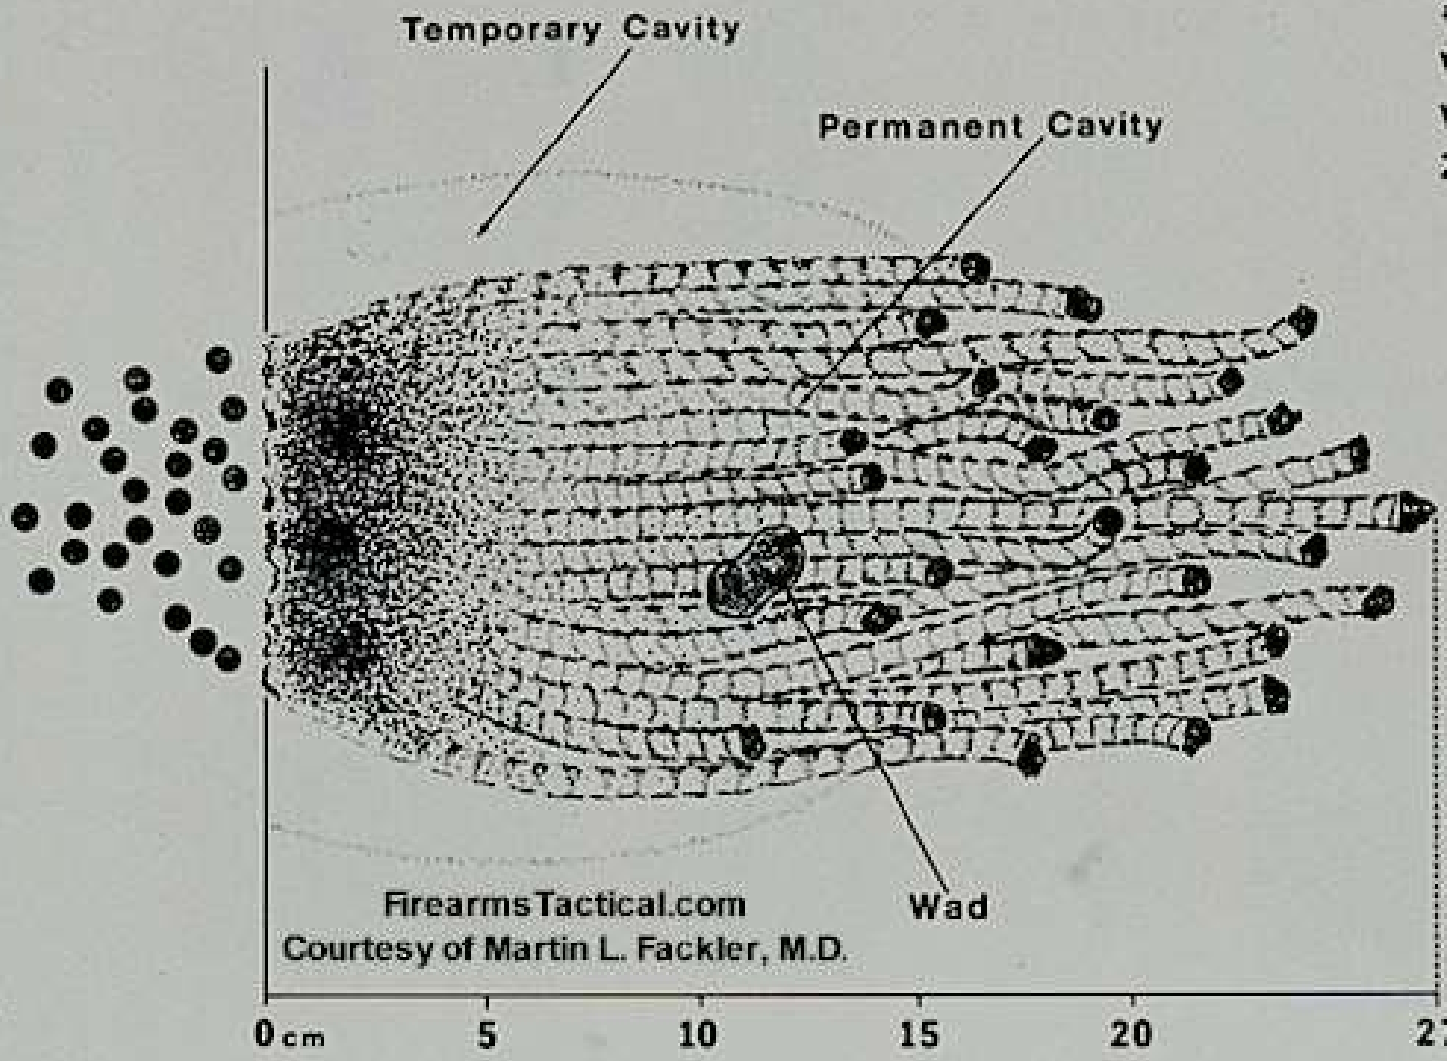 Temporary Cavity
Permanent Cavity
Wad
FirearmsTactical.com
Courtesy of Martin L. Fackler, M.D.
0 cm 5 10 15 20